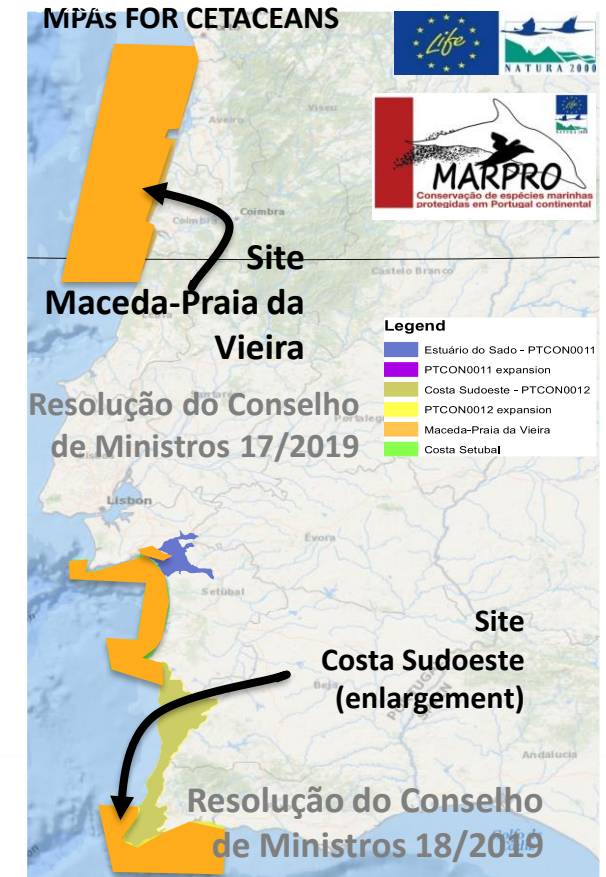 MPAs FOR CETACEANS
Life
NATURA 2000
MARPRO
Conservação de espécies marinhas
protegidas em Portugal continental
Viseu
Aveiro
Coimbra
Coimbra
Castelo Branco
Site
Maceda-Praia da
Vieira
Legend
Estuário do Sado - PTCON0011
PTCON0011 expansion
Costa Sudoeste - PTCON0012
PTCON0012 expansion
Maceda-Praia da Vieira
Costa Setubal
Resolução do Conselho
de Ministros 17/2019
Lisbon
Évora
Setúbal
Site
Costa Sudoeste
(enlargement)
Beja
Andalucia
Resolução do Conselho
de Ministros 18/2019